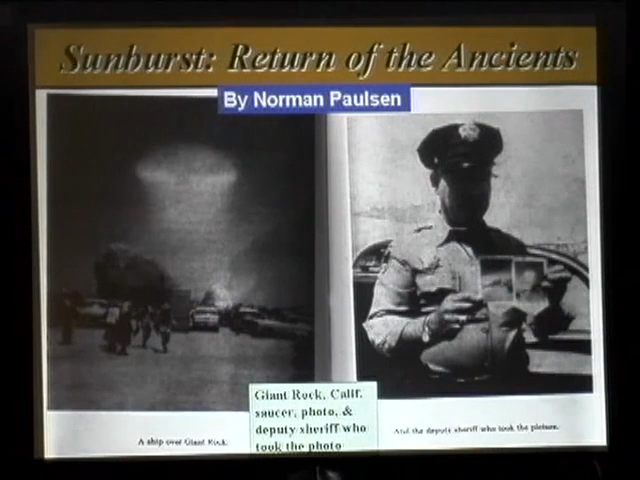 Sunburst: Return of the Ancients
By Norman Paulsen
A ship over Giant Rock.
Giant Rock, Calif.
saucer, photo, &
deputy sheriff who
took the photo
And the deputy sheriff who took the picture.